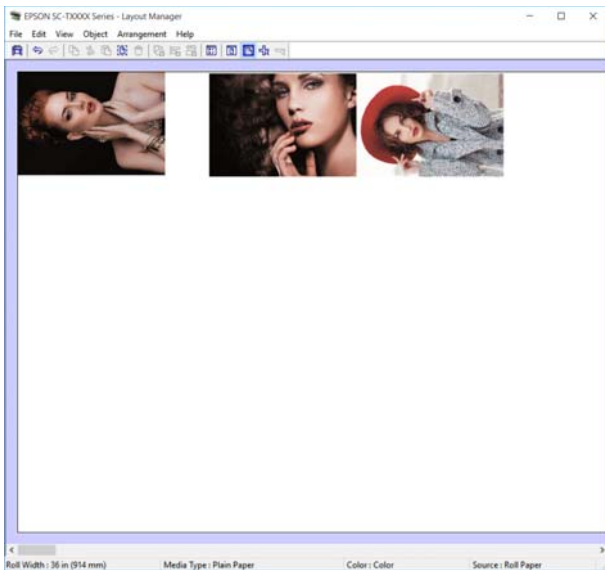 EPSON SC-TXXXX Series - Layout Manager
File Edit View Object Arrangement Help
Roll Width : 36 in (914 mm) Media Type : Plain Paper Color : Color Source : Roll Paper